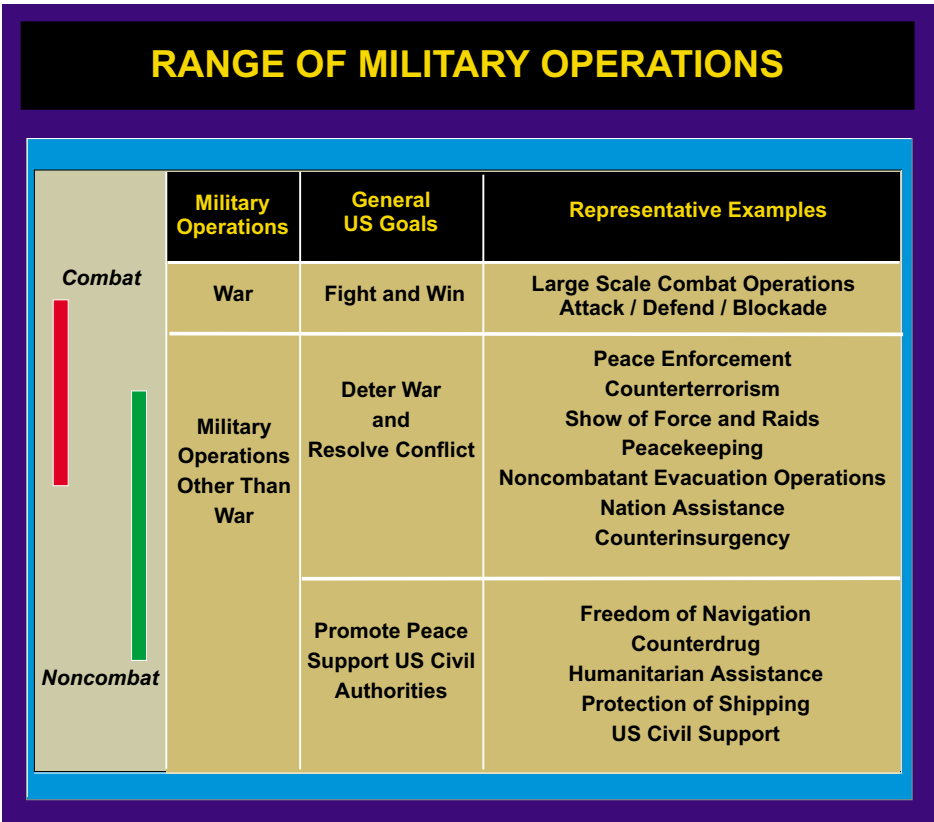 RANGE OF MILITARY OPERATIONS
Military
Operations
General
US Goals
Representative Examples
Combat
War
Fight and Win
Large Scale Combat Operations
Attack / Defend / Blockade
Military
Operations
Other Than
War
Deter War
and
Resolve Conflict
Peace Enforcement
Counterterrorism
Show of Force and Raids
Peacekeeping
Noncombatant Evacuation Operations
Nation Assistance
Counterinsurgency
Noncombat
Promote Peace
Support US Civil
Authorities
Freedom of Navigation
Counterdrug
Humanitarian Assistance
Protection of Shipping
US Civil Support